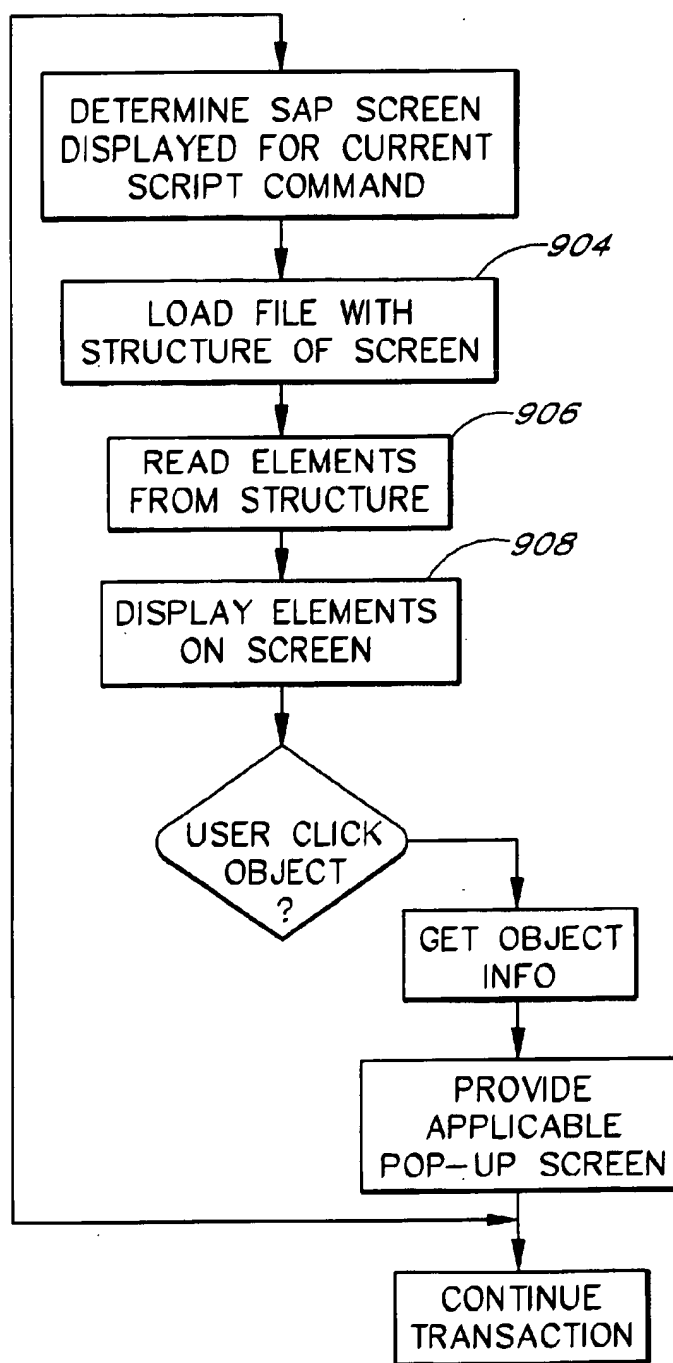 DETERMINE SAP SCREEN
DISPLAYED FOR CURRENT
SCRIPT COMMAND
904
LOAD FILE WITH
STRUCTURE OF SCREEN
906
READ ELEMENTS
FROM STRUCTURE
908
DISPLAY ELEMENTS
ON SCREEN
USER CLICK
OBJECT
?
GET OBJECT
INFO
PROVIDE
APPLICABLE
POP-UP SCREEN
CONTINUE
TRANSACTION